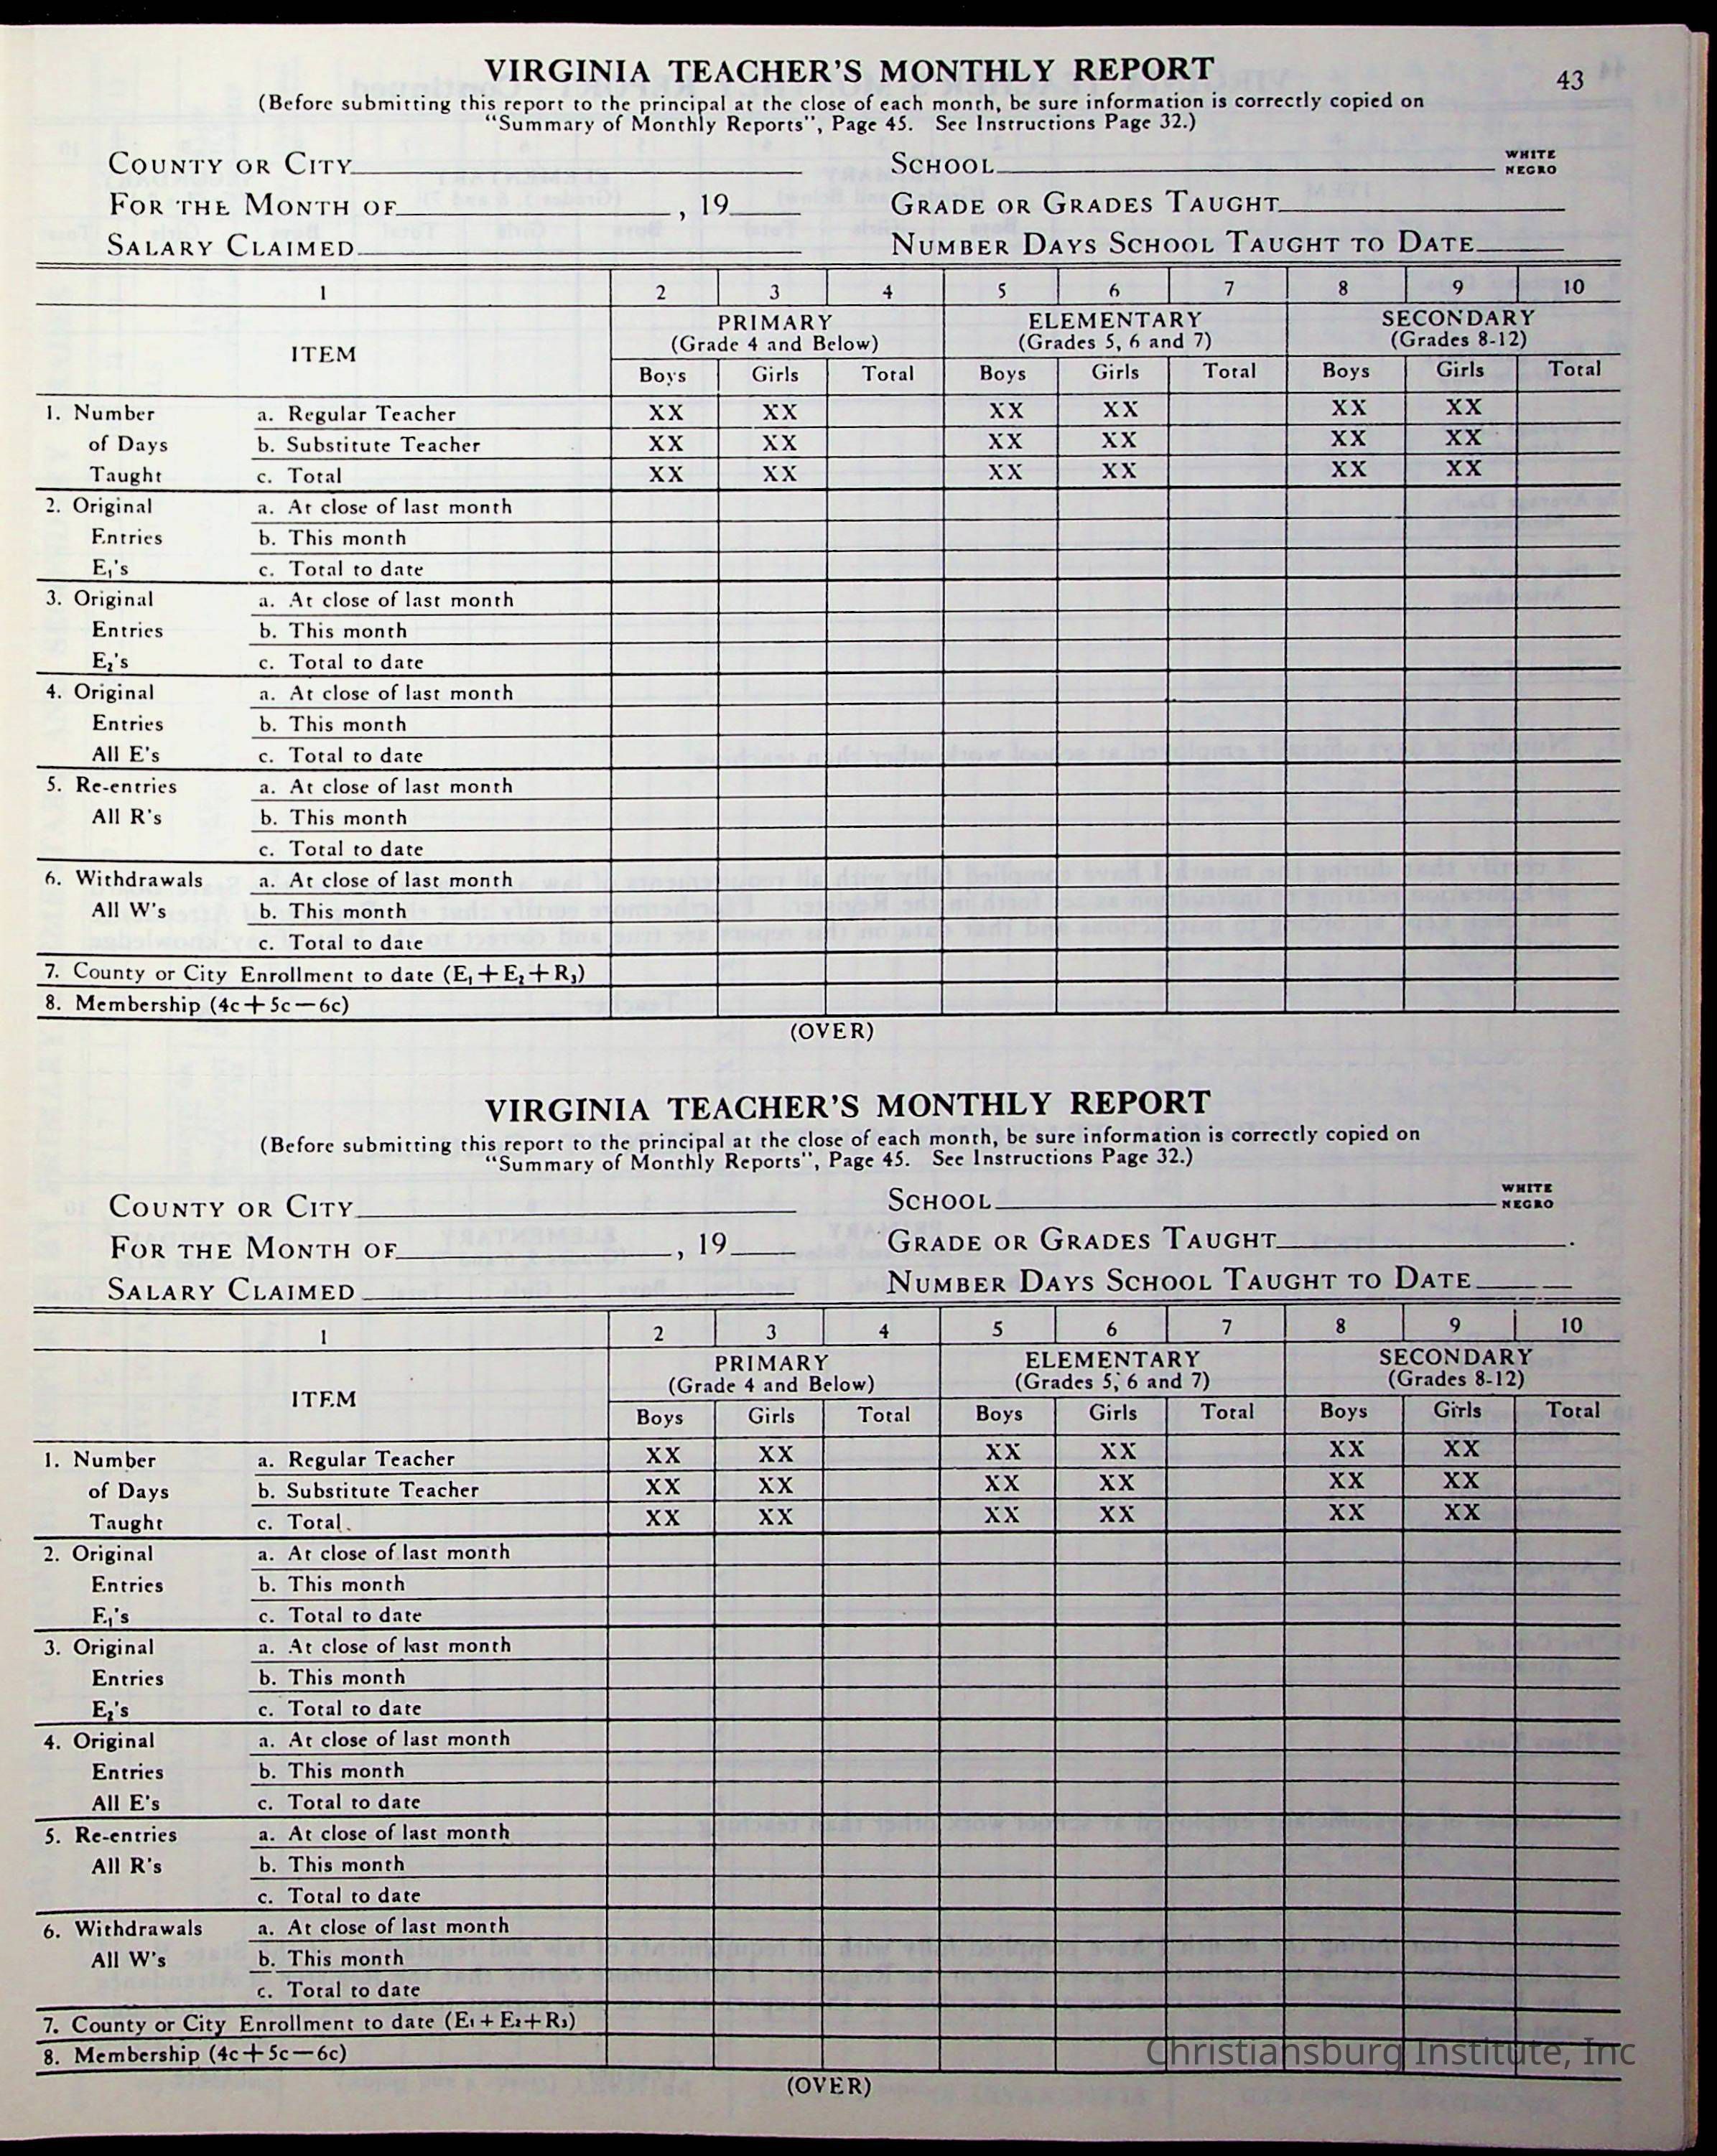 VIRGINIA TEACHER'S MONTHLY REPORT
43
(Before submitting this report to the principal at the close of each month, be sure information is correctly copied on
"Summary of Monthly Reports", Page 45. See Instructions Page 32.)
COUNTY OR CITY SCHOOL WHITE
NEGRO
FOR THE MONTH OF , 19 GRADE OR GRADES TAUGHT
SALARY CLAIMED NUMBER DAYS SCHOOL TAUGHT TO DATE
1 2 3 4 5 6 7 8 9 10
ITEM
PRIMARY ELEMENTARY SECONDARY
(Grade 4 and Below) (Grades 5, 6 and 7) (Grades 8-12)
Boys Girls Total Boys Girls Total Boys Girls Total
1. Number a. Regular Teacher XX XX XX XX XX XX
of Days b. Substitute Teacher XX XX XX XX XX XX
Taught c. Total XX XX XX XX XX XX
2. Original a. At close of last month
Entries b. This month
E₁'s c. Total to date
3. Original a. At close of last month
Entries b. This month
E₂'s c. Total to date
4. Original a. At close of last month
Entries b. This month
All E's c. Total to date
5. Re-entries a. At close of last month
All R's b. This month
c. Total to date
6. Withdrawals a. At close of last month
All W's b. This month
c. Total to date
7. County or City Enrollment to date (E₁+E₂+R₃)
8. Membership (4c+5c—6c)
(OVER)
VIRGINIA TEACHER'S MONTHLY REPORT
(Before submitting this report to the principal at the close of each month, be sure information is correctly copied on
"Summary of Monthly Reports", Page 45. See Instructions Page 32.)
COUNTY OR CITY SCHOOL WHITE
NEGRO
FOR THE MONTH OF , 19 GRADE OR GRADES TAUGHT
SALARY CLAIMED NUMBER DAYS SCHOOL TAUGHT TO DATE
1 2 3 4 5 6 7 8 9 10
ITEM
PRIMARY ELEMENTARY SECONDARY
(Grade 4 and Below) (Grades 5, 6 and 7) (Grades 8-12)
Boys Girls Total Boys Girls Total Boys Girls Total
1. Number a. Regular Teacher XX XX XX XX XX XX
of Days b. Substitute Teacher XX XX XX XX XX XX
Taught c. Total XX XX XX XX XX XX
2. Original a. At close of last month
Entries b. This month
E₁'s c. Total to date
3. Original a. At close of last month
Entries b. This month
E₂'s c. Total to date
4. Original a. At close of last month
Entries b. This month
All E's c. Total to date
5. Re-entries a. At close of last month
All R's b. This month
c. Total to date
6. Withdrawals a. At close of last month
All W's b. This month
c. Total to date
7. County or City Enrollment to date (E₁+E₂+R₃)
8. Membership (4c+5c—6c)
Christiansburg Institute, Inc
(OVER)